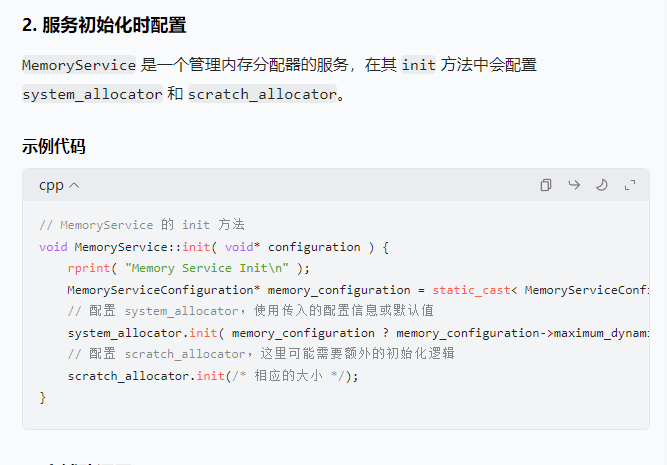 2. 服务初始化时配置
MemoryService 是一个管理内存分配器的服务，在其 init 方法中会配置
system_allocator 和 scratch_allocator。
示例代码
cpp
// MemoryService 的 init 方法
void MemoryService::init( void* configuration ) {
    rprint( "Memory Service Init\n" );
    MemoryServiceConfiguration* memory_configuration = static_cast< MemoryServiceConfi
    // 配置 system_allocator，使用传入的配置信息或默认值
    system_allocator.init( memory_configuration ? memory_configuration->maximum_dynami
    // 配置 scratch_allocator，这里可能需要额外的初始化逻辑
    scratch_allocator.init(/* 相应的大小 */);
}